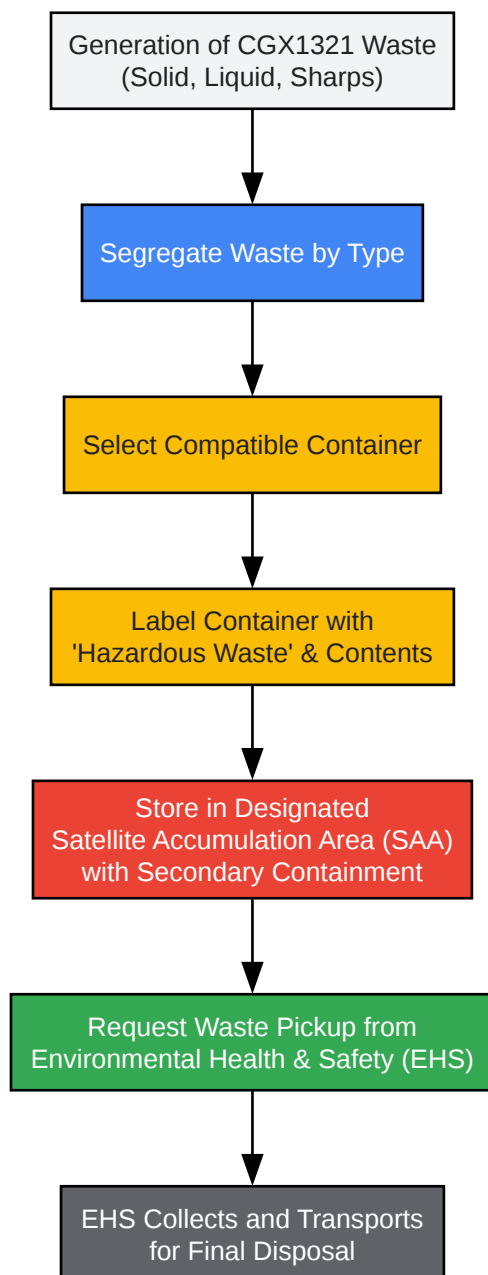 Generation of CGX1321 Waste
(Solid, Liquid, Sharps)
Segregate Waste by Type
Select Compatible Container
Label Container with
'Hazardous Waste' & Contents
Store in Designated
Satellite Accumulation Area (SAA)
with Secondary Containment
Request Waste Pickup from
Environmental Health & Safety (EHS)
EHS Collects and Transports
for Final Disposal